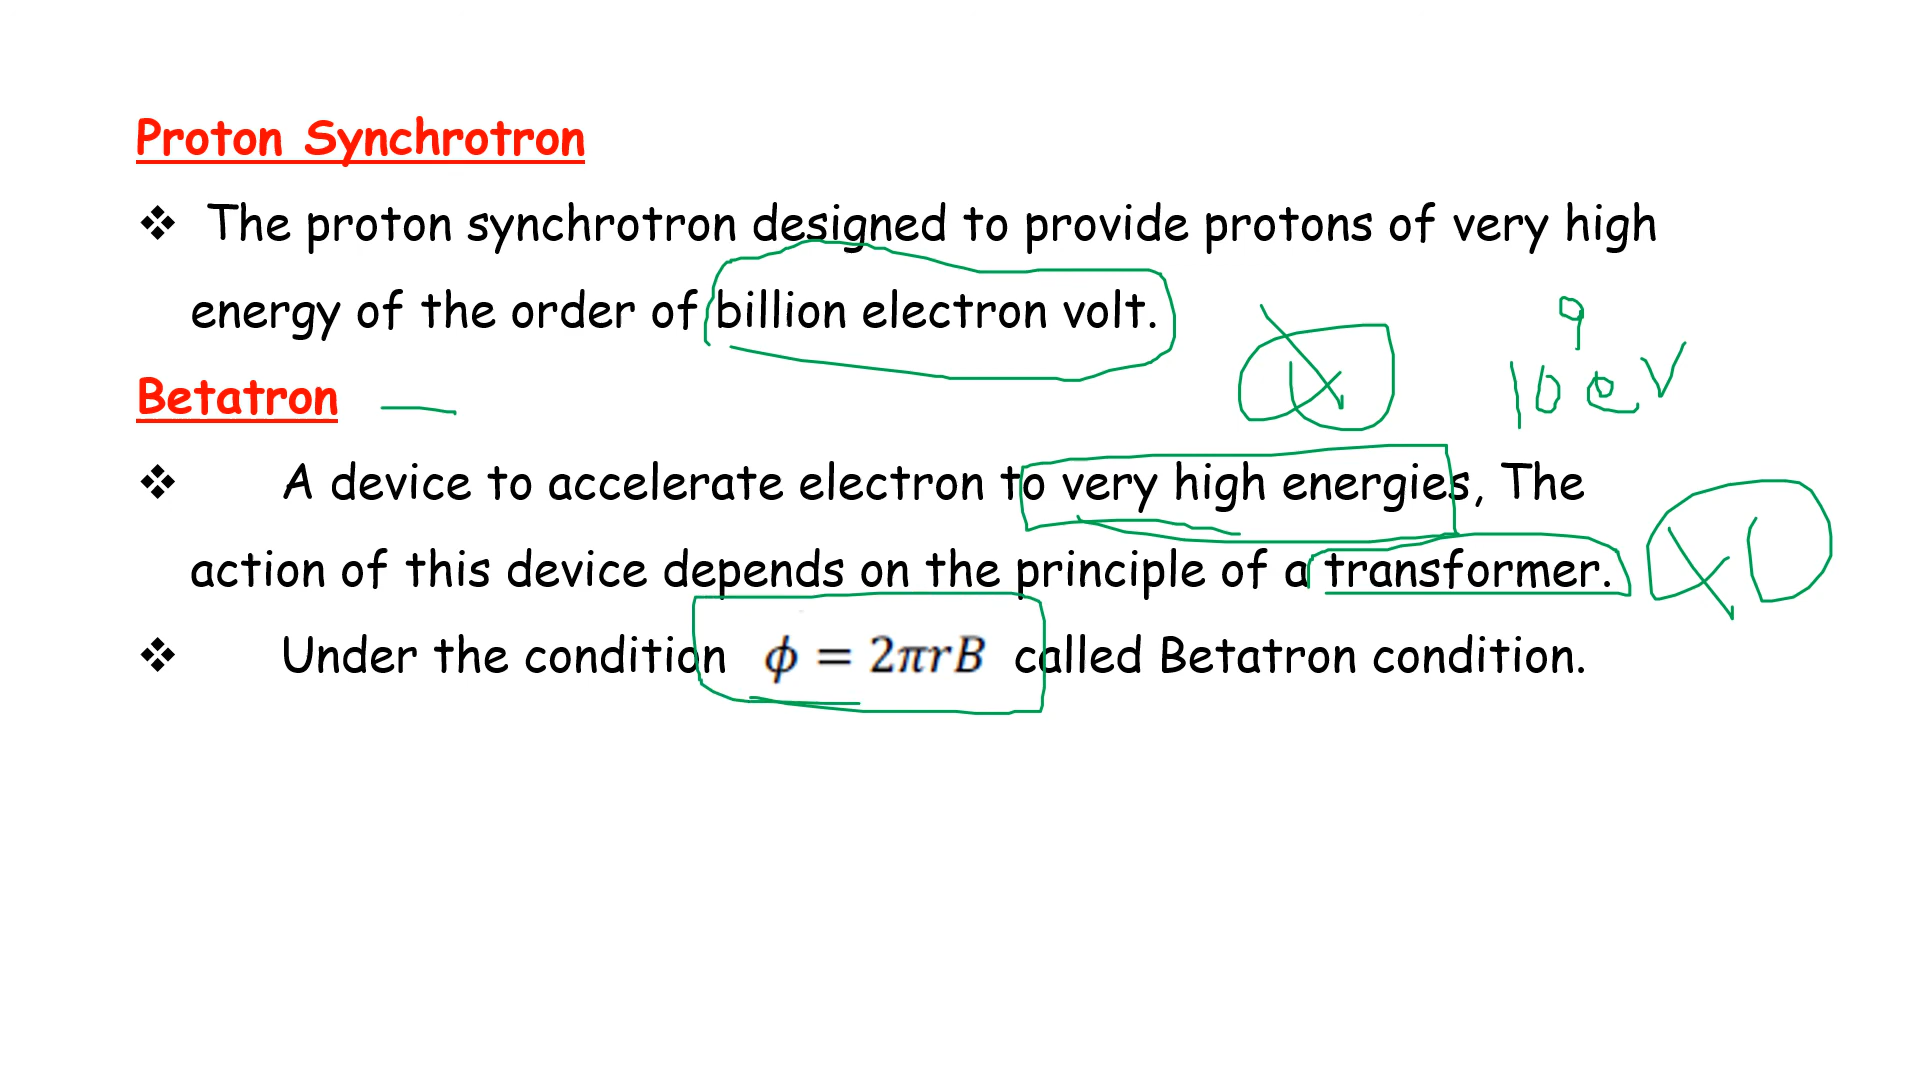 Proton Synchrotron
❖ The proton synchrotron designed to provide protons of very high
energy of the order of billion electron volt.
10⁹ eV
Betatron
❖ A device to accelerate electron to very high energies, The
action of this device depends on the principle of a transformer.
❖ Under the condition ϕ = 2πrB called Betatron condition.